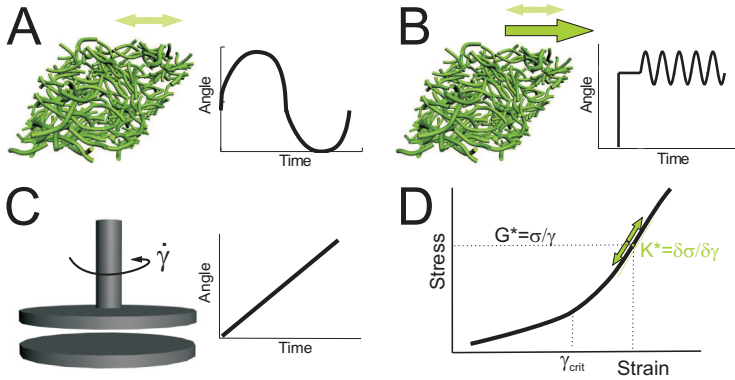 A
Angle
Time
B
Angle
Time
C
γ̇
Angle
Time
D
Stress
G*=σ/γ
K*=δσ/δγ
γcrit
Strain